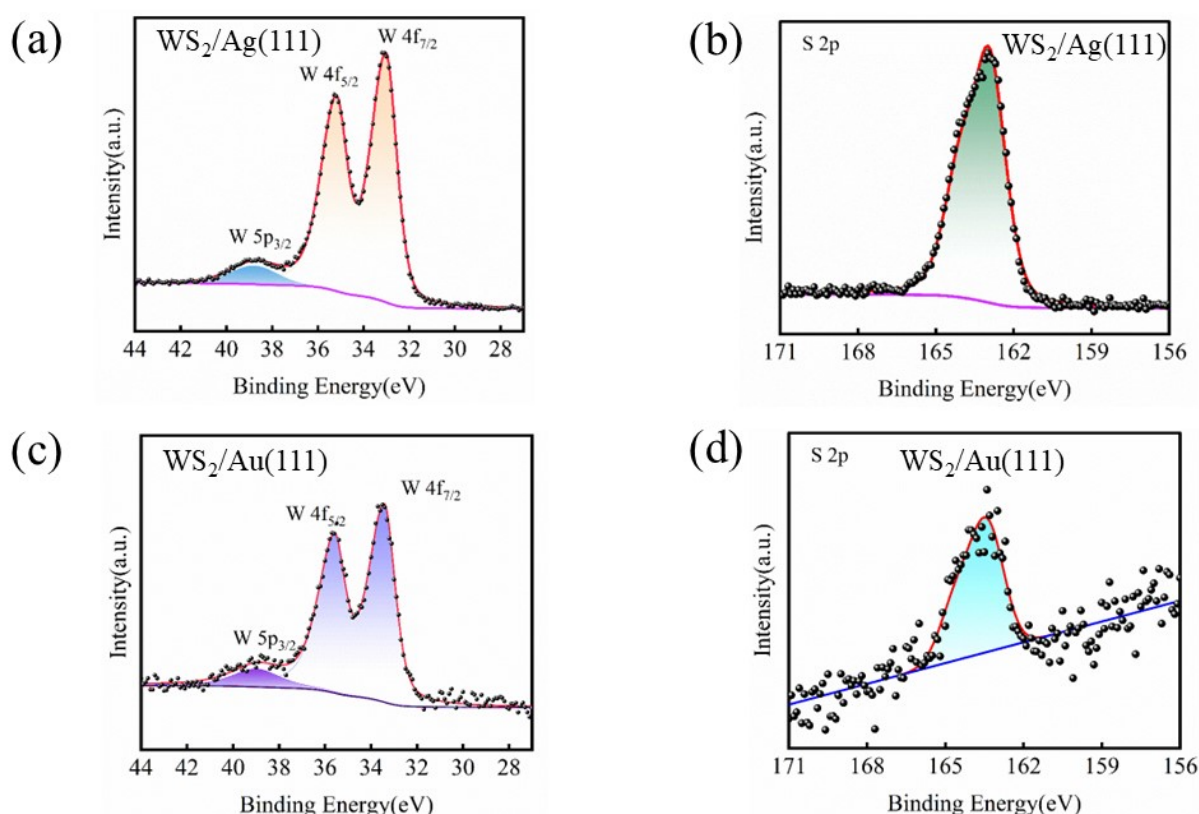 (a)
WS₂/Ag(111)
W 4f₇/₂
W 4f₅/₂
W 5p₃/₂
Intensity(a.u.)
44 42 40 38 36 34 32 30 28
Binding Energy(eV)
(b)
S 2p
WS₂/Ag(111)
Intensity(a.u.)
171 168 165 162 159 156
Binding Energy(eV)
(c)
WS₂/Au(111)
W 4f₇/₂
W 4f₅/₂
W 5p₃/₂
Intensity(a.u.)
44 42 40 38 36 34 32 30 28
Binding Energy(eV)
(d)
S 2p
WS₂/Au(111)
Intensity(a.u.)
171 168 165 162 159 156
Binding Energy(eV)